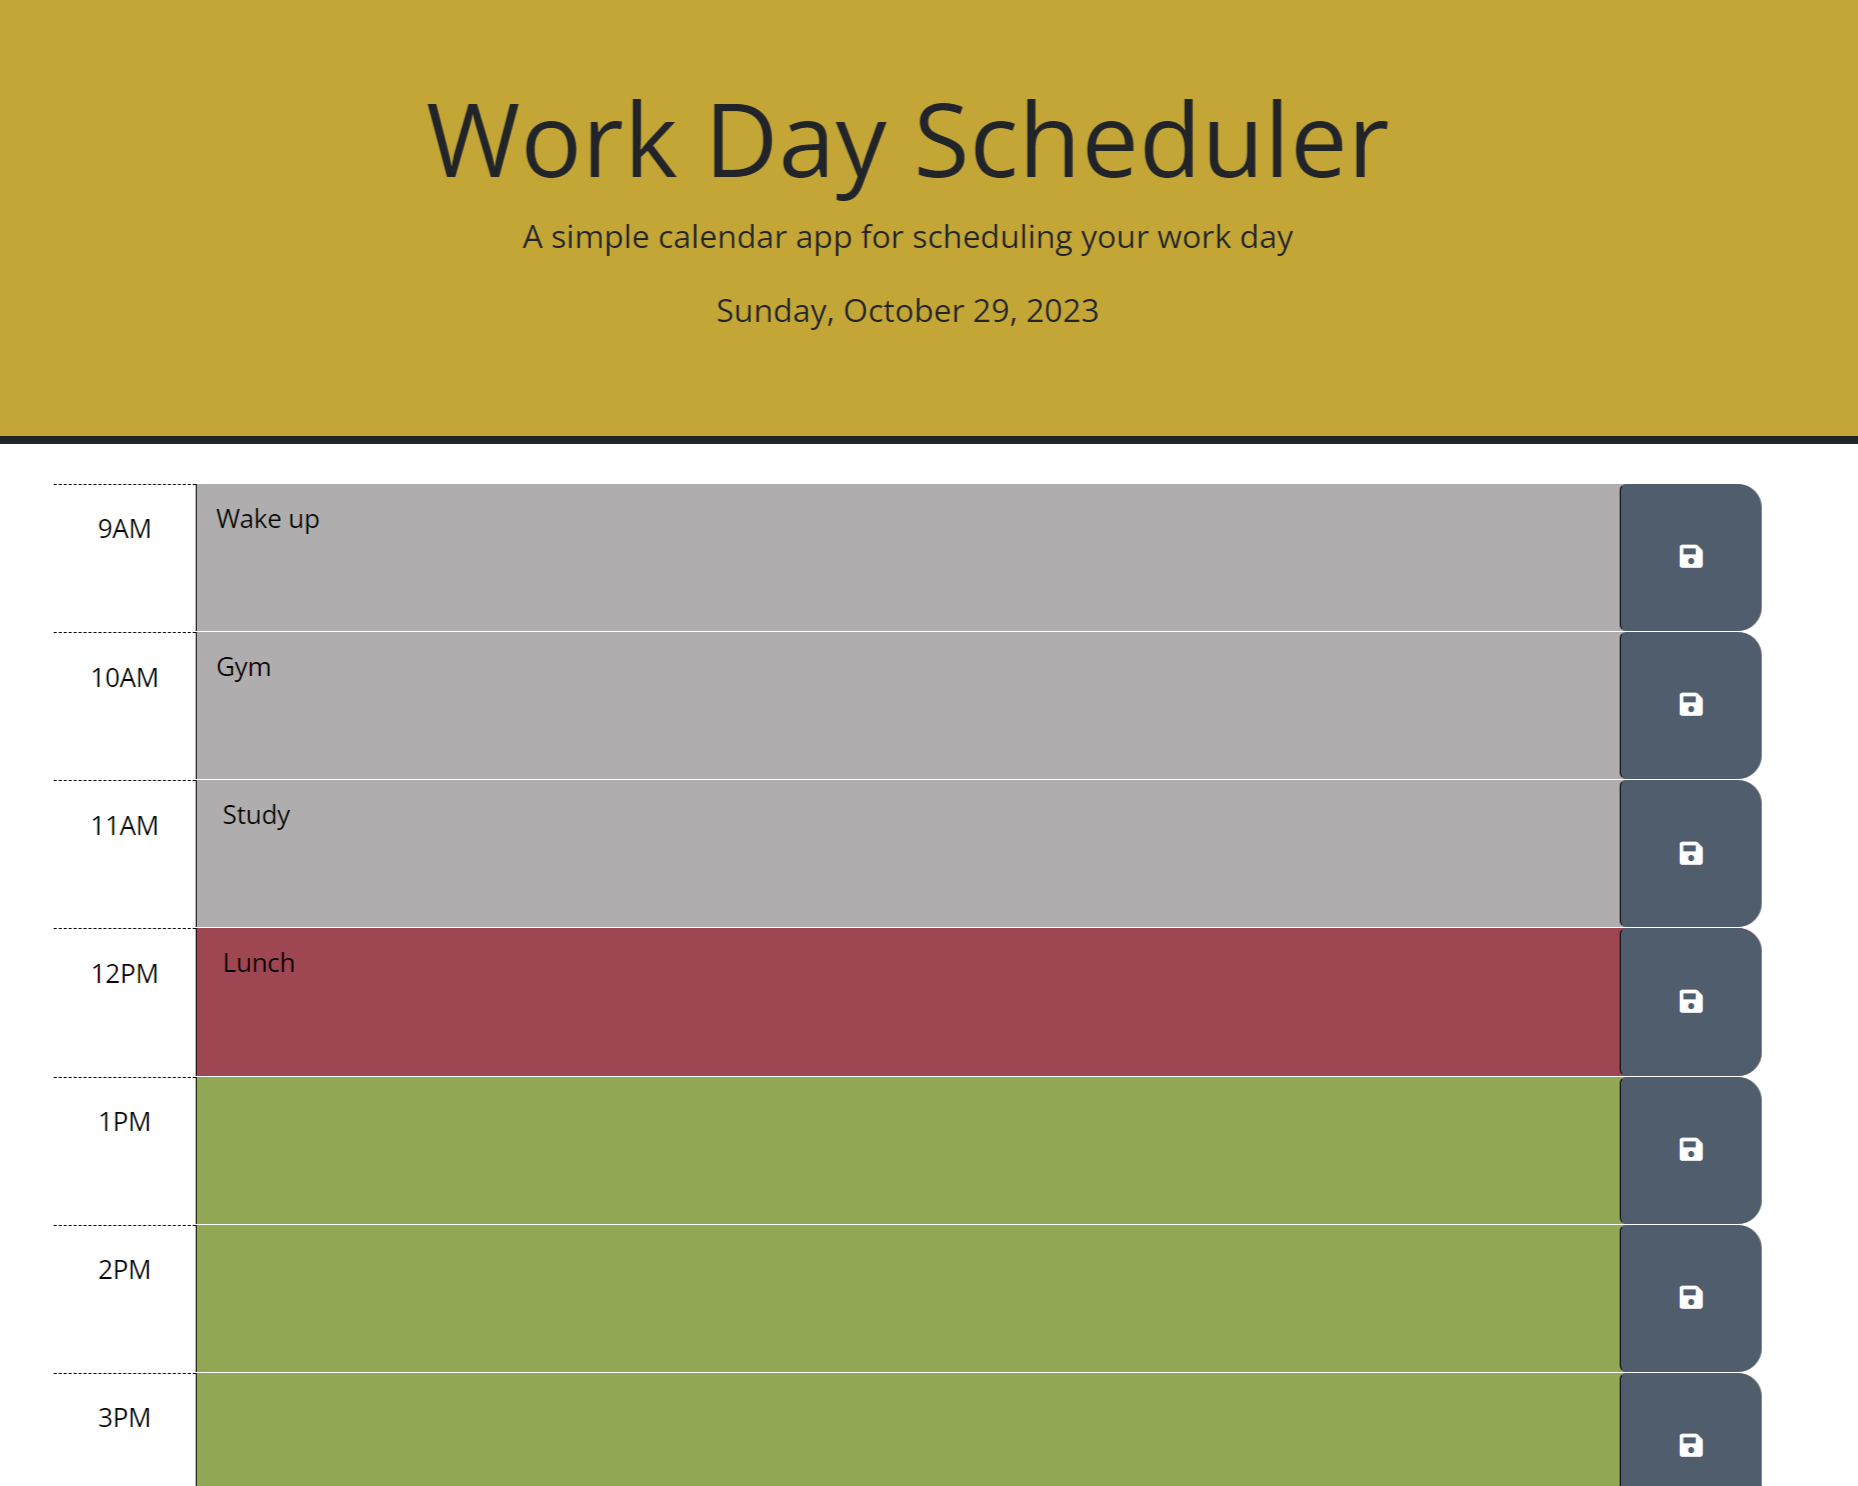 Work Day Scheduler
A simple calendar app for scheduling your work day
Sunday, October 29, 2023
9AM
Wake up
10AM
Gym
11AM
Study
12PM
Lunch
1PM
2PM
3PM